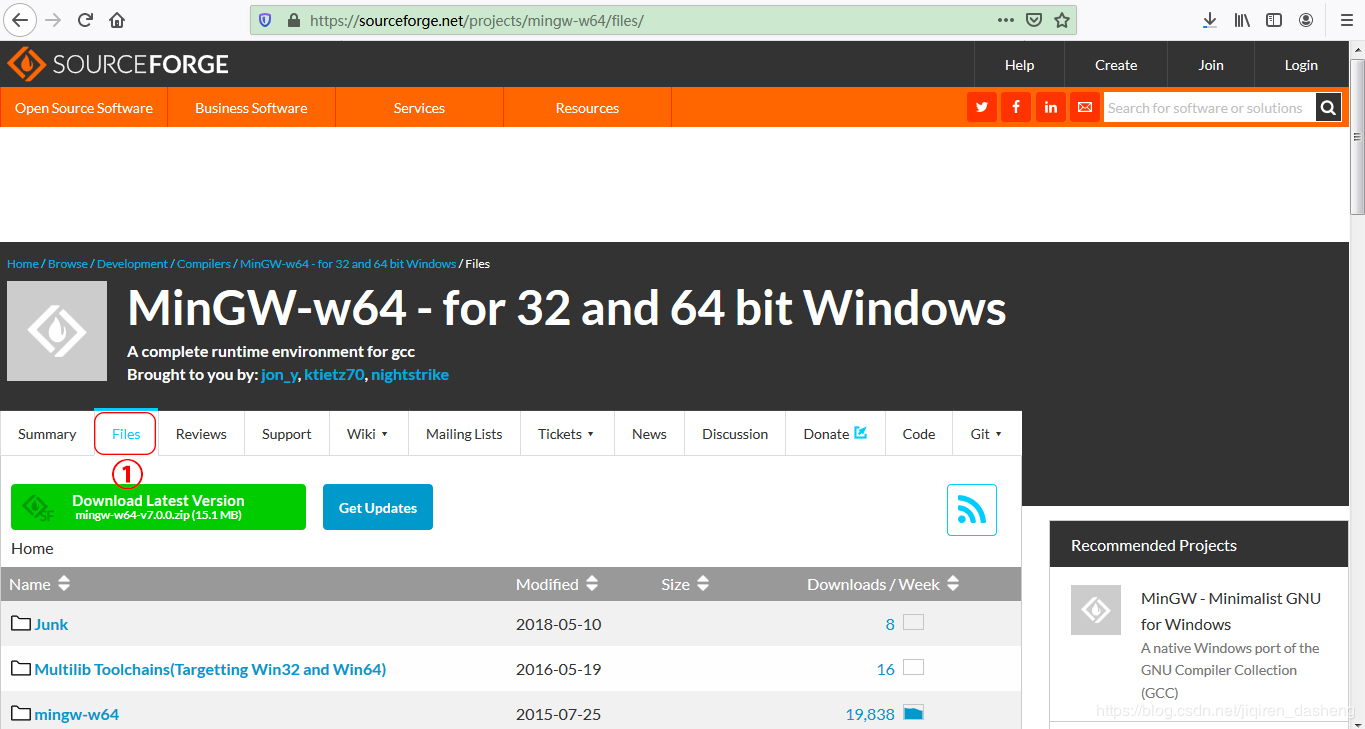 https://sourceforge.net/projects/mingw-w64/files/
SOURCEFORGE
Help Create Join Login
Open Source Software Business Software Services Resources
Search for software or solutions
Home / Browse / Development / Compilers / MinGW-w64 - for 32 and 64 bit Windows / Files
MinGW-w64 - for 32 and 64 bit Windows
A complete runtime environment for gcc
Brought to you by: jon_y, ktietz70, nightstrike
Summary Files Reviews Support Wiki Mailing Lists Tickets News Discussion Donate Code Git
①
Download Latest Version
mingw-w64-v7.0.0.zip (15.1 MB)
SF
Get Updates
Home
Name Modified Size Downloads / Week
Junk 2018-05-10 8
Multilib Toolchains(Targetting Win32 and Win64) 2016-05-19 16
mingw-w64 2015-07-25 19,838
Recommended Projects
MinGW - Minimalist GNU
for Windows
A native Windows port of the
GNU Compiler Collection
(GCC)
https://blog.csdn.net/jiqiren_dasheng